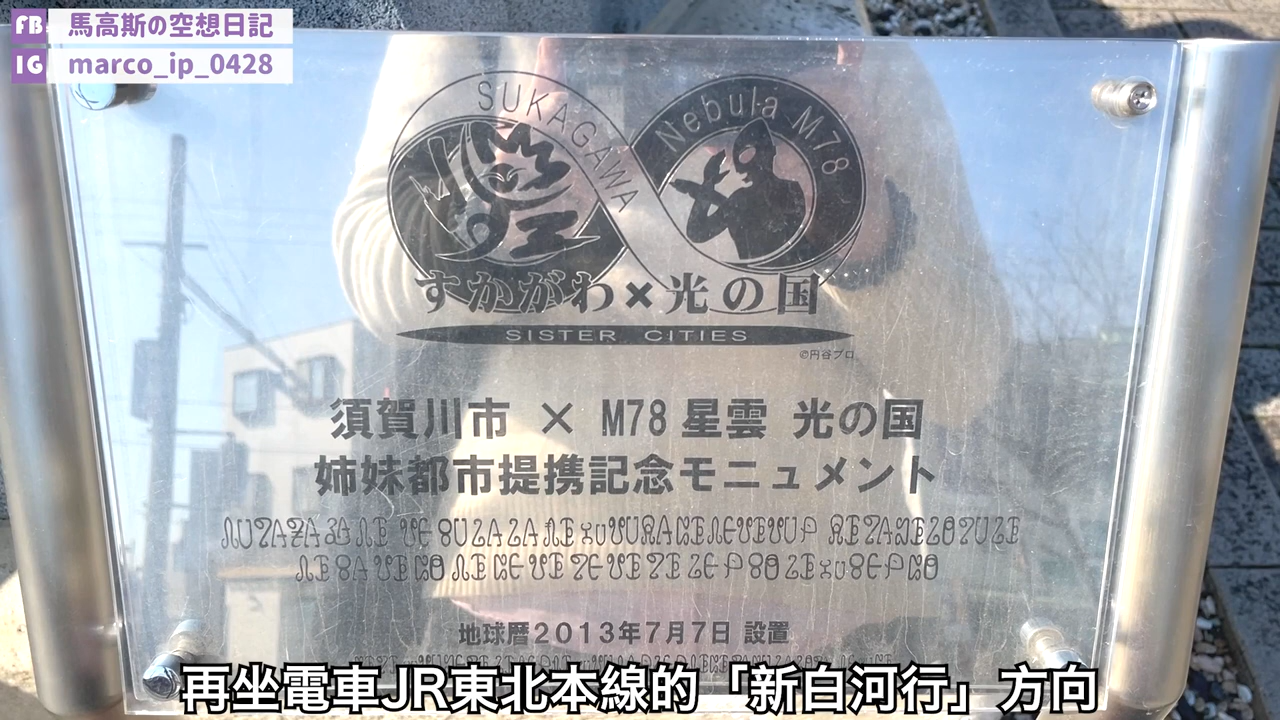 FB 馬高斯の空想日記
IG marco_ip_0428
SUKAGAWA
Nebula M78
すかがわ×光の国
SISTER CITIES
©円谷プロ
須賀川市 × M78星雲 光の国
姉妹都市提携記念モニュメント
地球暦2013年7月7日 設置
再坐電車JR東北本線的「新白河行」方向